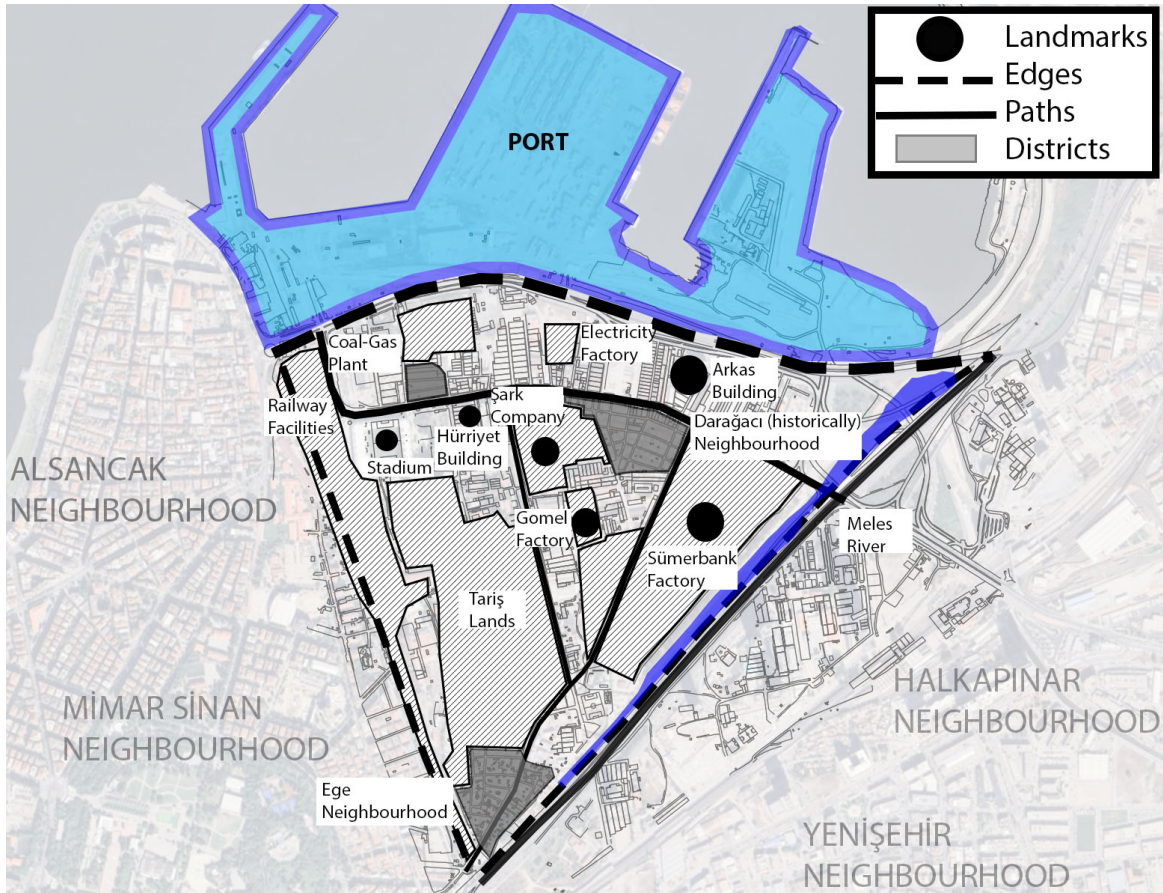 Landmarks
Edges
Paths
Districts
PORT
Coal-Gas
Plant
Electricity
Factory
Arkas
Building
Railway
Facilities
Şark
Company
Hürriyet
Building
Darağacı (historically)
Neighbourhood
Stadium
ALSANCAK
NEIGHBOURHOOD
Gomel
Factory
Sümerbank
Factory
Meles
River
Tariş
Lands
MİMAR SİNAN
NEIGHBOURHOOD
HALKAPINAR
NEIGHBOURHOOD
Ege
Neighbourhood
YENİŞEHİR
NEIGHBOURHOOD